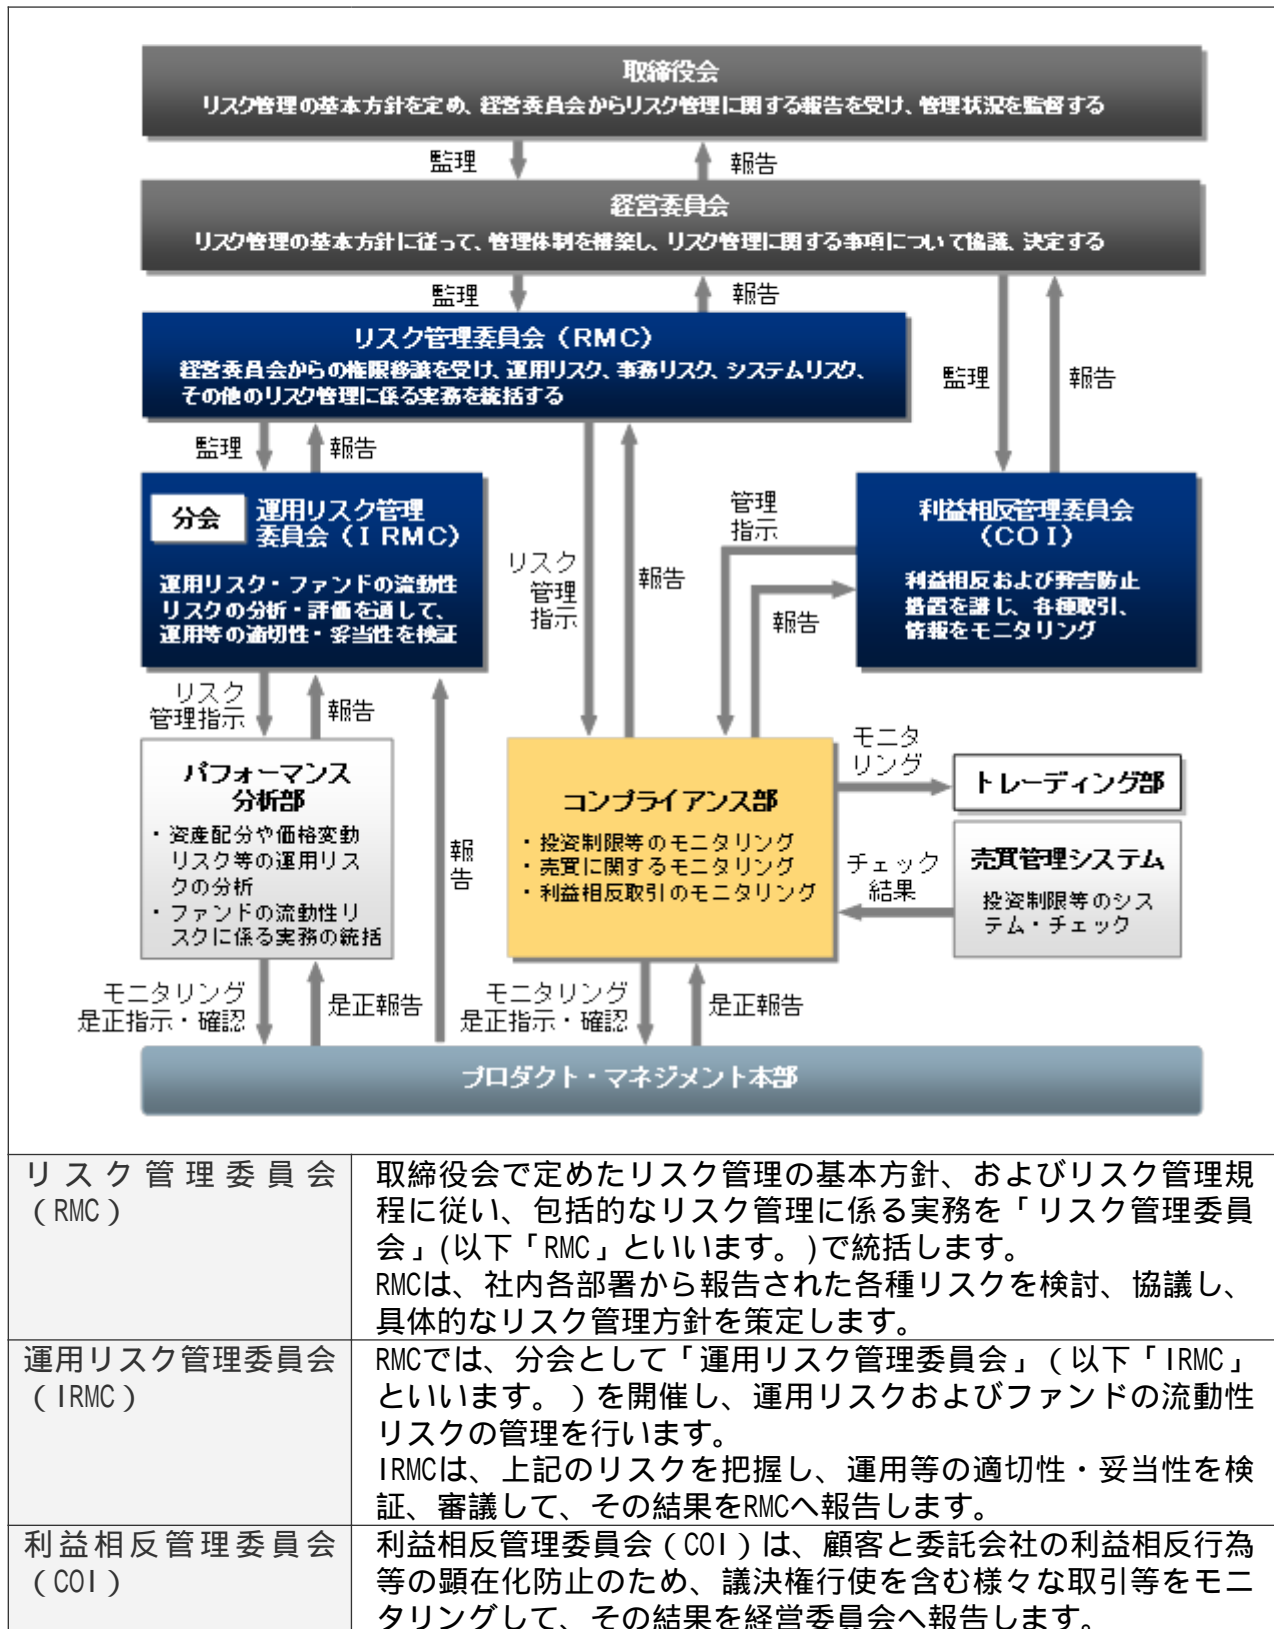 取締役会
リスク管理の基本方針を定め、経営委員会からリスク管理に関する報告を受け、管理状況を監督する
監理
報告
経営委員会
リスク管理の基本方針に従って、管理体制を構築し、リスク管理に関する事項について協議、決定する
監理
報告
リスク管理委員会（RMC）
経営委員会からの権限移譲を受け、運用リスク、事務リスク、システムリスク、
その他のリスク管理に係る実務を統括する
監理
報告
監理
報告
分会
運用リスク管理
委員会（IRMC）
運用リスク・ファンドの流動性
リスクの分析・評価を通して、
運用等の適切性・妥当性を検証
リスク
管理
指示
報告
管理
指示
報告
利益相反管理委員会
（COI）
利益相反および弊害防止
措置を講じ、各種取引、
情報をモニタリング
リスク
管理指示
報告
パフォーマンス
分析部
・資産配分や価格変動
リスク等の運用リス
クの分析
・ファンドの流動性リ
スクに係る実務の統括
報
告
コンプライアンス部
・投資制限等のモニタリング
・売買に関するモニタリング
・利益相反取引のモニタリング
モニタ
リング
トレーディング部
チェック
結果
売買管理システム
投資制限等のシス
テム・チェック
モニタリング
是正指示・確認
是正報告
モニタリング
是正指示・確認
是正報告
プロダクト・マネジメント本部
リスク管理委員会
（RMC）
取締役会で定めたリスク管理の基本方針、およびリスク管理規
程に従い、包括的なリスク管理に係る実務を「リスク管理委員
会」(以下「RMC」といいます。)で統括します。
RMCは、社内各部署から報告された各種リスクを検討、協議し、
具体的なリスク管理方針を策定します。
運用リスク管理委員会
（IRMC）
RMCでは、分会として「運用リスク管理委員会」（以下「IRMC」
といいます。）を開催し、運用リスクおよびファンドの流動性
リスクの管理を行います。
IRMCは、上記のリスクを把握し、運用等の適切性・妥当性を検
証、審議して、その結果をRMCへ報告します。
利益相反管理委員会
（COI）
利益相反管理委員会（COI）は、顧客と委託会社の利益相反行為
等の顕在化防止のため、議決権行使を含む様々な取引等をモニ
タリングして、その結果を経営委員会へ報告します。